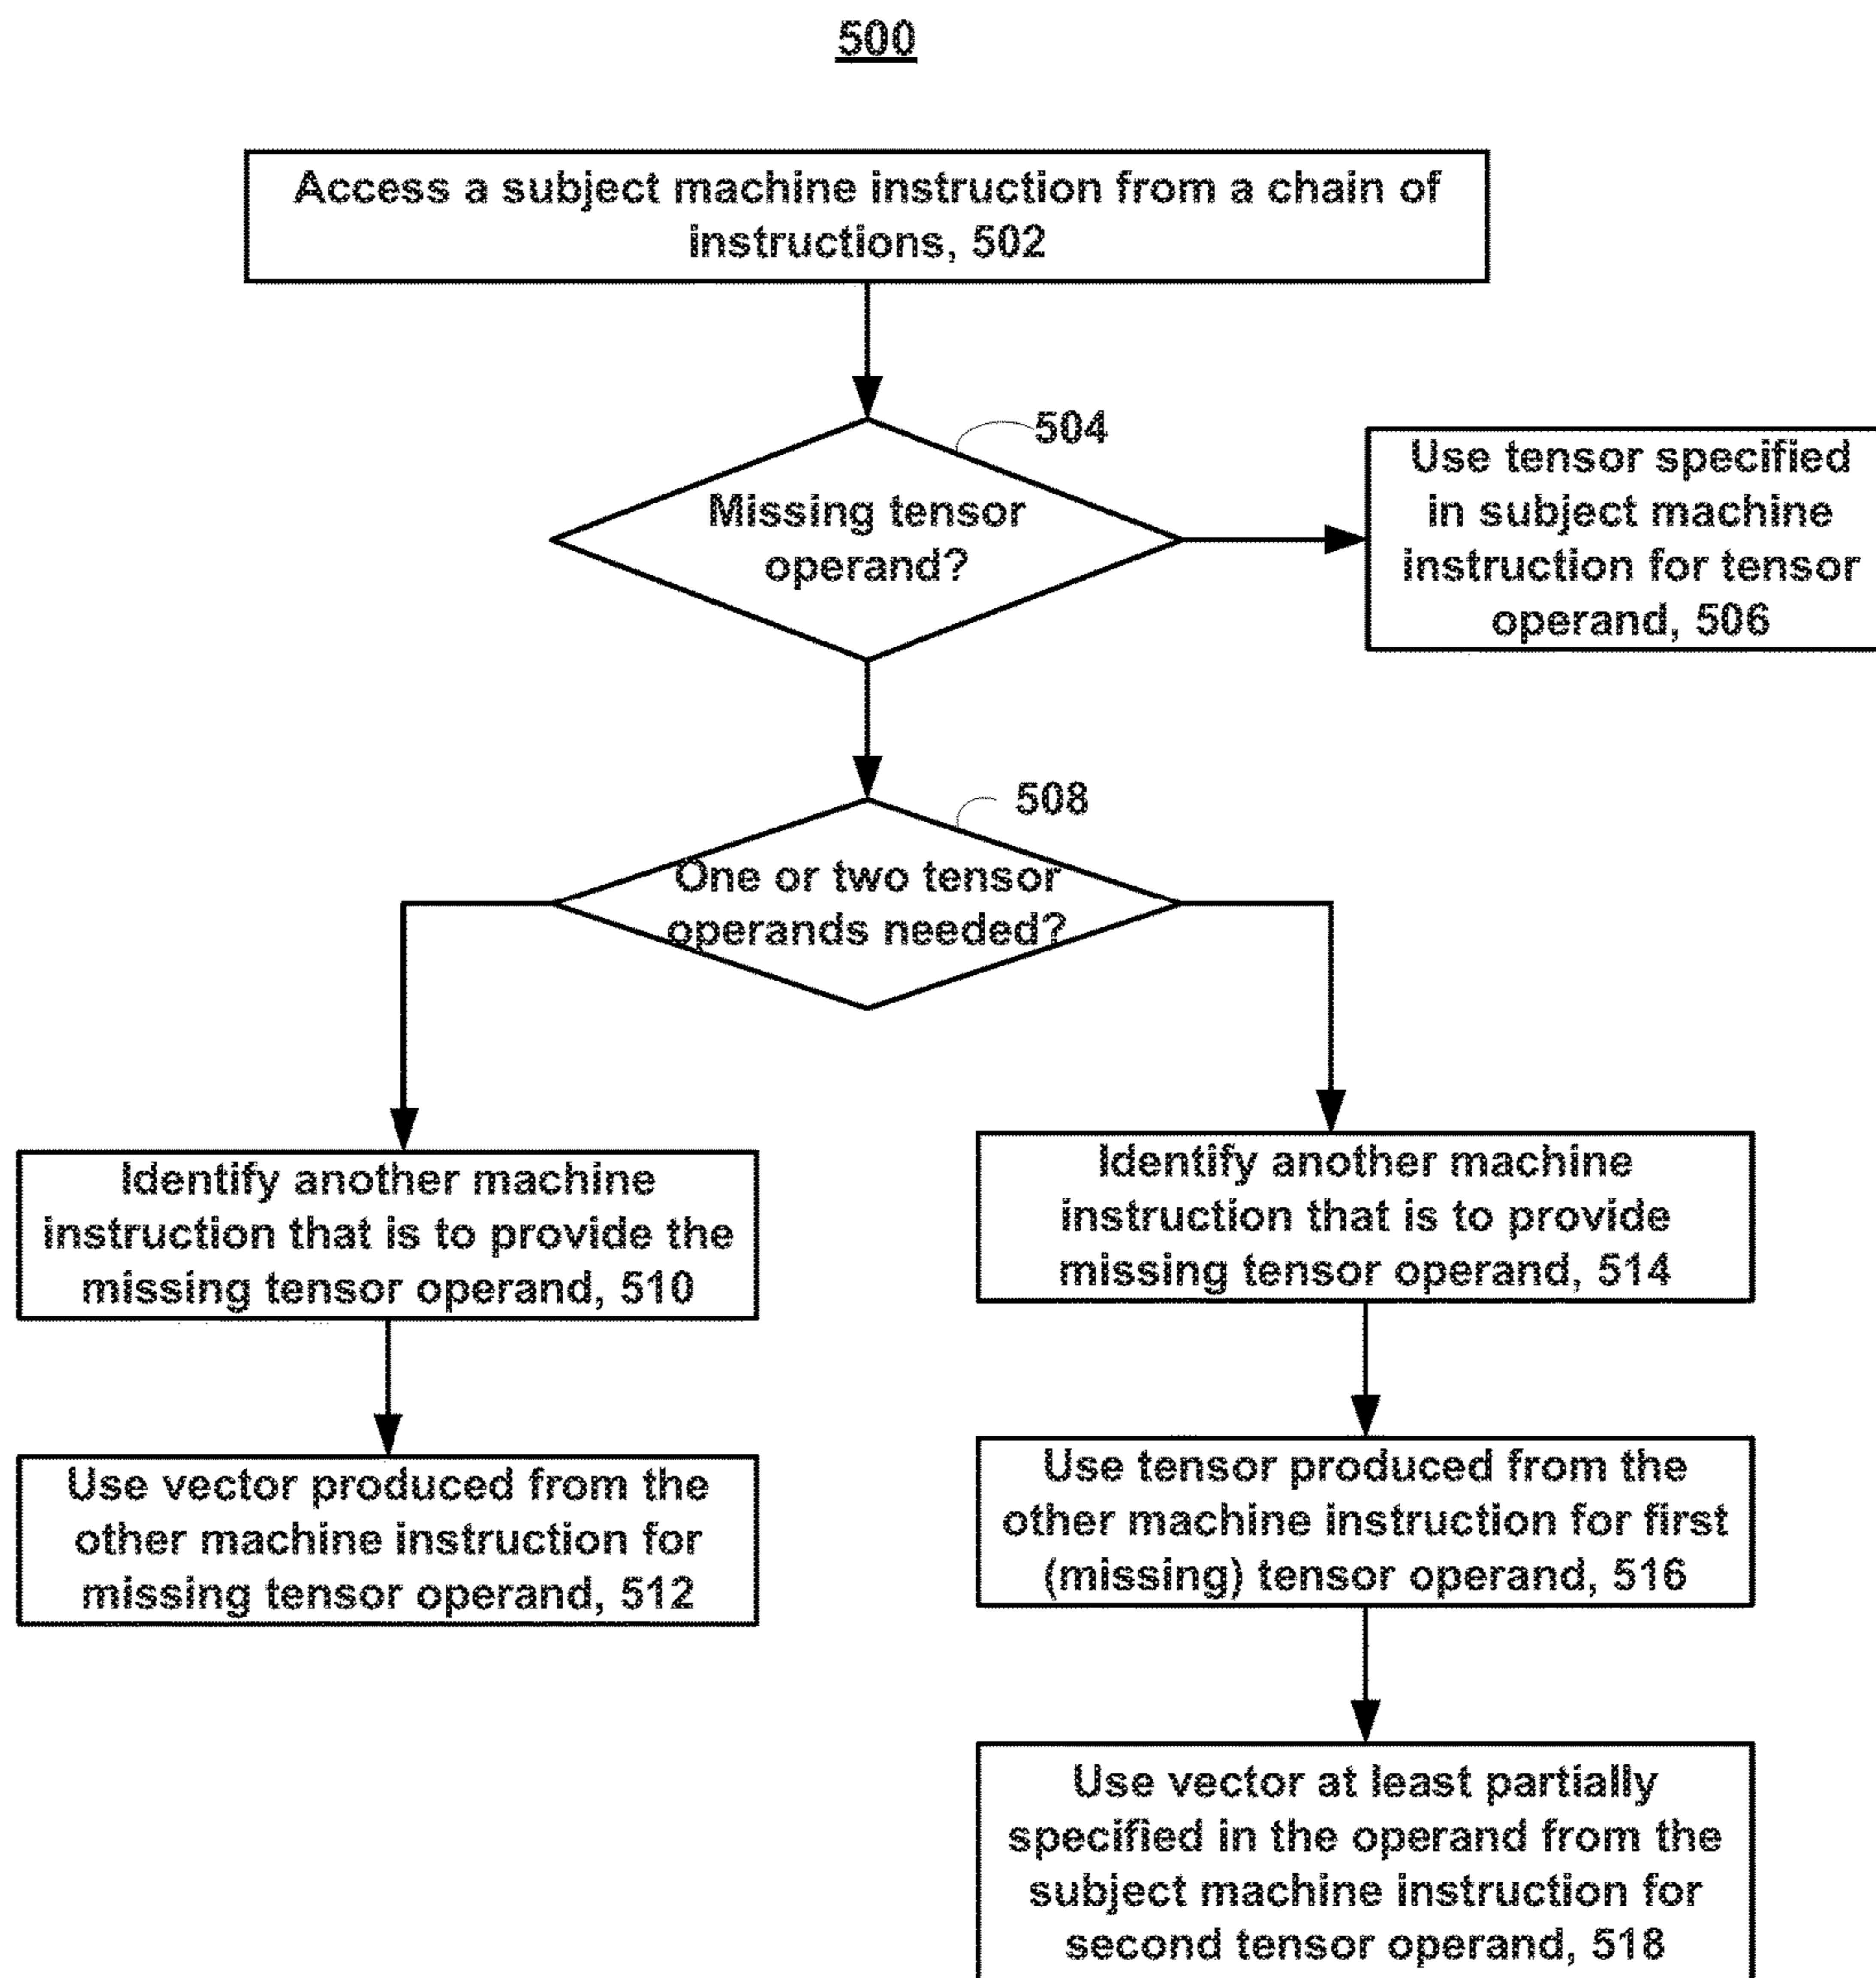 500
Access a subject machine instruction from a chain of
instructions, 502
504
Missing tensor
operand?
Use tensor specified
in subject machine
instruction for tensor
operand, 506
508
One or two tensor
operands needed?
Identify another machine
instruction that is to provide the
missing tensor operand, 510
Identify another machine
instruction that is to provide
missing tensor operand, 514
Use vector produced from the
other machine instruction for
missing tensor operand, 512
Use tensor produced from the
other machine instruction for first
(missing) tensor operand, 516
Use vector at least partially
specified in the operand from the
subject machine instruction for
second tensor operand, 518